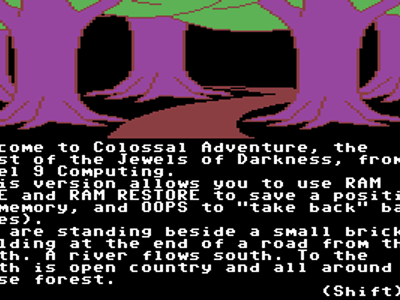 come to Colossal Adventure, the
st of the Jewels of Darkness, from
el 9 Computing.
is version allows you to use RAM
E and RAM RESTORE to save a positi
memory, and OOPS to "take back" ba
es).
are standing beside a small brick
lding at the end of a road from th
th. A river flows south. To the
th is open country and all around
se forest.
(Shift)